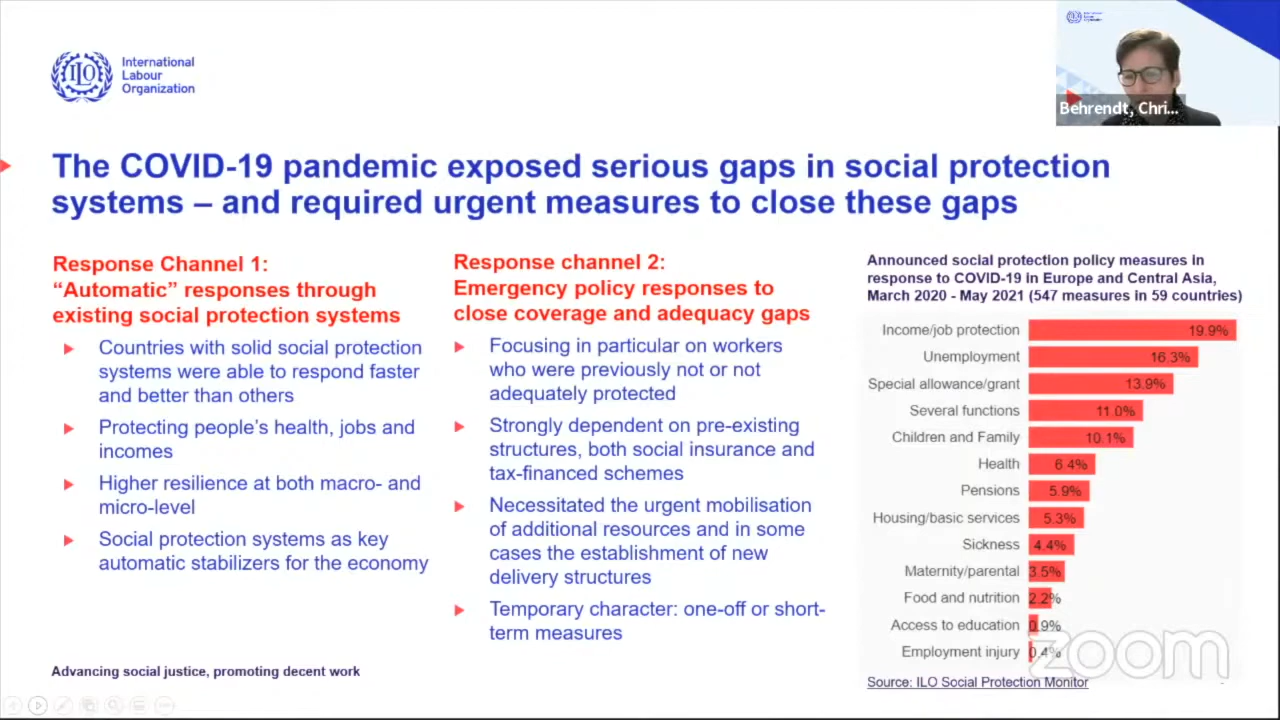 International
Labour
Organization
ILO
Behrendt, Chri...
The COVID-19 pandemic exposed serious gaps in social protection
systems – and required urgent measures to close these gaps
Response Channel 1:
“Automatic” responses through
existing social protection systems
Countries with solid social protection
systems were able to respond faster
and better than others
Protecting people’s health, jobs and
incomes
Higher resilience at both macro- and
micro-level
Social protection systems as key
automatic stabilizers for the economy
Response channel 2:
Emergency policy responses to
close coverage and adequacy gaps
Focusing in particular on workers
who were previously not or not
adequately protected
Strongly dependent on pre-existing
structures, both social insurance and
tax-financed schemes
Necessitated the urgent mobilisation
of additional resources and in some
cases the establishment of new
delivery structures
Temporary character: one-off or short-
term measures
Announced social protection policy measures in
response to COVID-19 in Europe and Central Asia,
March 2020 - May 2021 (547 measures in 59 countries)
Income/job protection 19.9%
Unemployment 16.3%
Special allowance/grant 13.9%
Several functions 11.0%
Children and Family 10.1%
Health 6.4%
Pensions 5.9%
Housing/basic services 5.3%
Sickness 4.4%
Maternity/parental 3.5%
Food and nutrition 2.2%
Access to education 0.9%
Employment injury 0.4%
Source: ILO Social Protection Monitor
Advancing social justice, promoting decent work
zoom